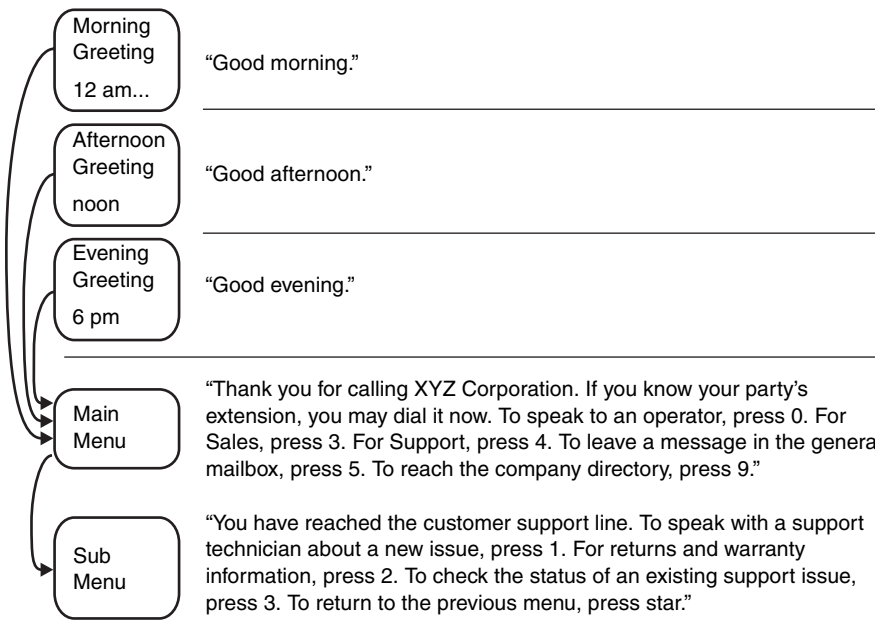 Morning
Greeting
12 am...
“Good morning.”
Afternoon
Greeting
noon
“Good afternoon.”
Evening
Greeting
6 pm
“Good evening.”
Main
Menu
“Thank you for calling XYZ Corporation. If you know your party’s
extension, you may dial it now. To speak to an operator, press 0. For
Sales, press 3. For Support, press 4. To leave a message in the genera
mailbox, press 5. To reach the company directory, press 9.”
Sub
Menu
“You have reached the customer support line. To speak with a support
technician about a new issue, press 1. For returns and warranty
information, press 2. To check the status of an existing support issue,
press 3. To return to the previous menu, press star.”